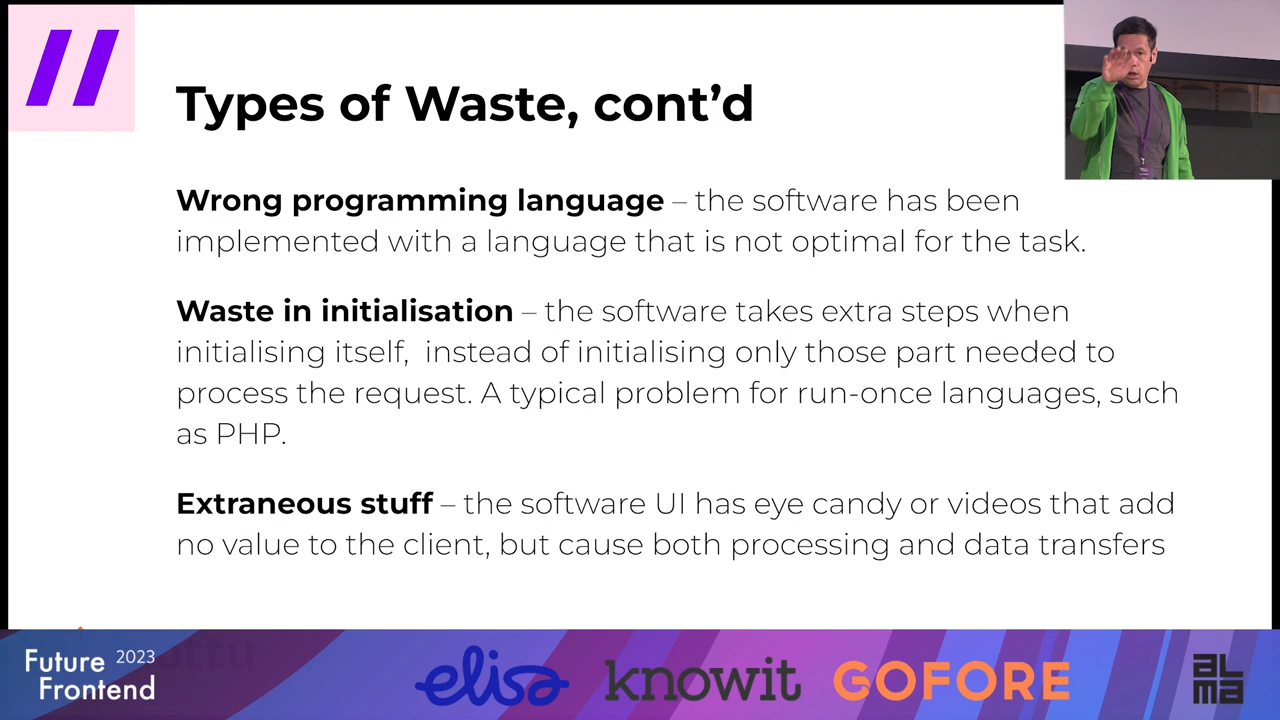 //
Types of Waste, cont’d
Wrong programming language – the software has been
implemented with a language that is not optimal for the task.
Waste in initialisation – the software takes extra steps when
initialising itself,  instead of initialising only those part needed to
process the request. A typical problem for run-once languages, such
as PHP.
Extraneous stuff – the software UI has eye candy or videos that add
no value to the client, but cause both processing and data transfers
Future 2023
Frontend
elisa
knowit
GOFORE
aL
ma